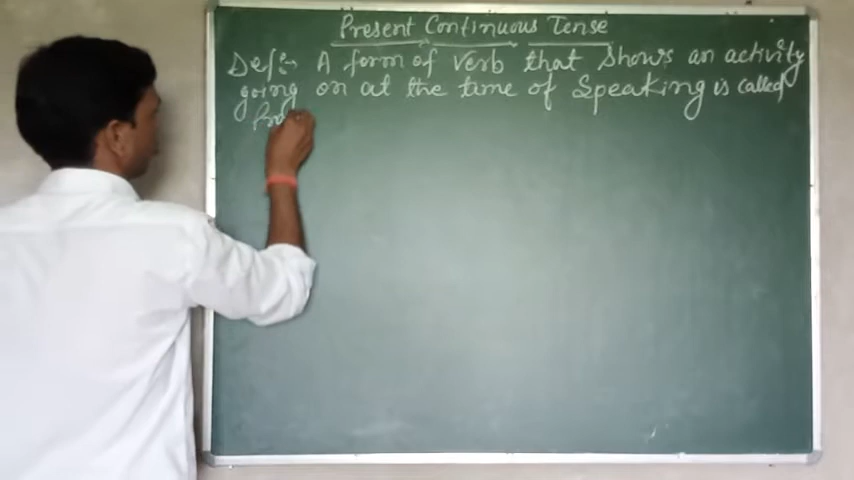 Present Continuous Tense
Def:- A form of Verb that shows an activity
going on at the time of Speaking is called
Pre